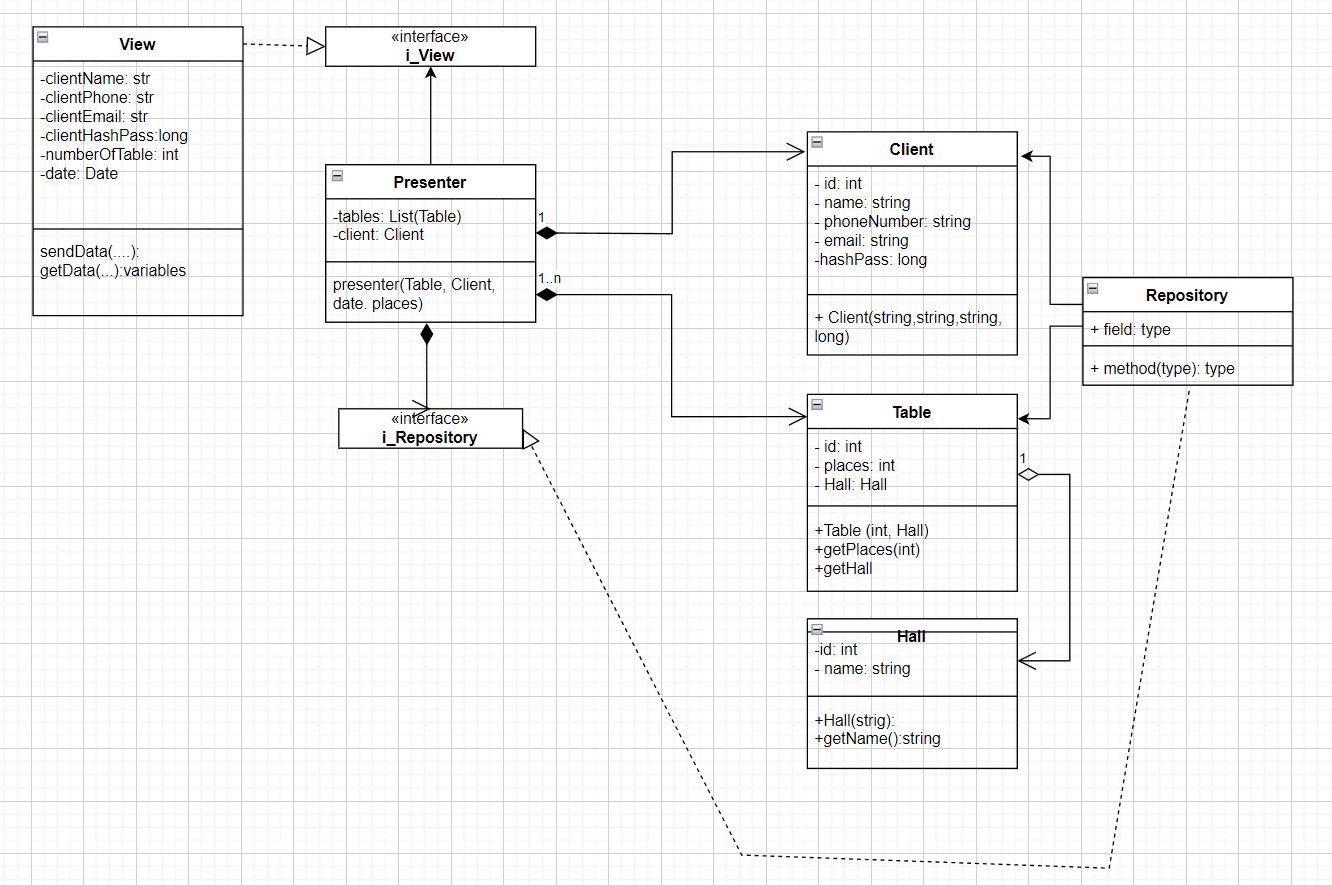 View
-clientName: str
-clientPhone: str
-clientEmail: str
-clientHashPass:long
-numberOfTable: int
-date: Date
sendData(....):
getData(...):variables
«interface»
i_View
Presenter
-tables: List(Table)
-client: Client
presenter(Table, Client,
date. places)
1
1..n
«interface»
i_Repository
Client
- id: int
- name: string
- phoneNumber: string
- email: string
-hashPass: long
+ Client(string,string,string,
long)
Repository
+ field: type
+ method(type): type
Table
- id: int
- places: int
- Hall: Hall
+Table (int, Hall)
+getPlaces(int)
+getHall
1
Hall
-id: int
- name: string
+Hall(strig):
+getName():string